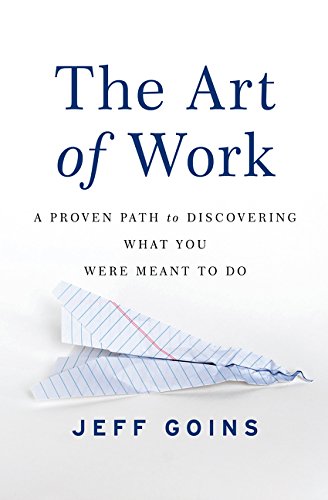 The Art
of Work
A PROVEN PATH to DISCOVERING
WHAT YOU
WERE MEANT TO DO
JEFF GOINS